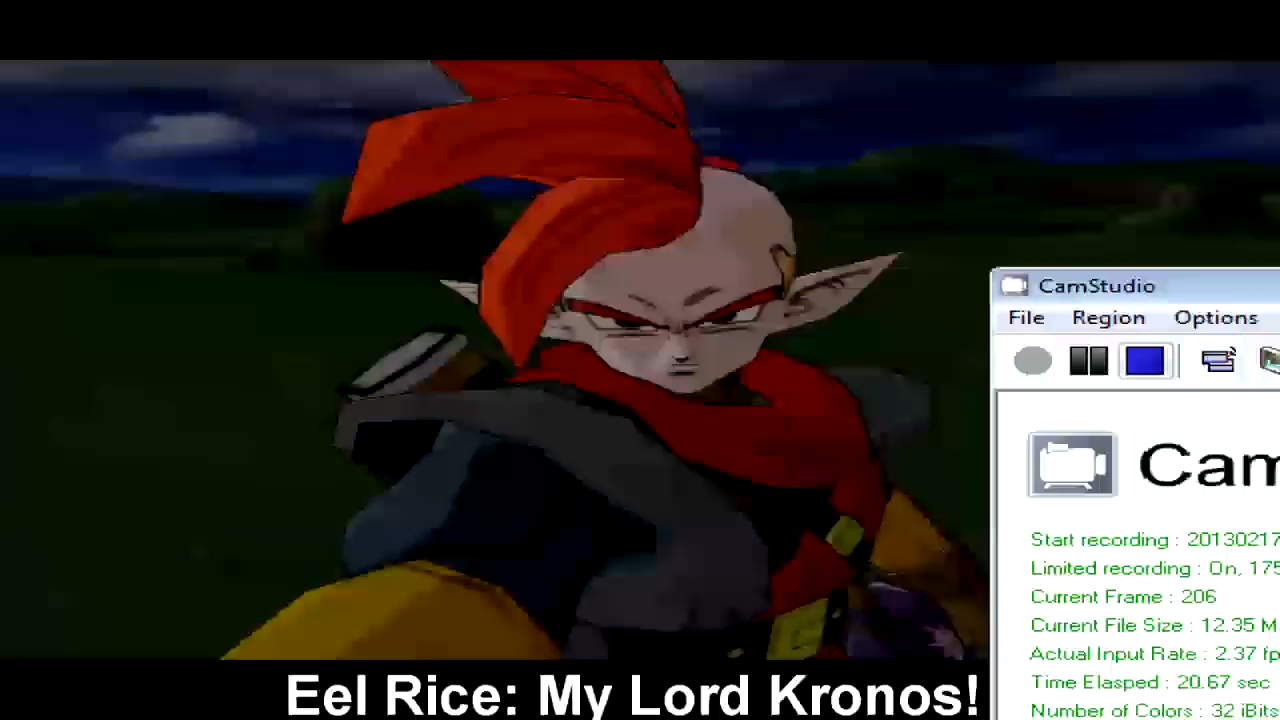 CamStudio
File Region Options
Cam
Start recording : 20130217
Limited recording : On, 175
Current Frame : 206
Current File Size : 12.35 M
Actual Input Rate : 2.37 fp
Time Elasped : 20.67 sec
Number of Colors : 32 iBits
Eel Rice: My Lord Kronos!